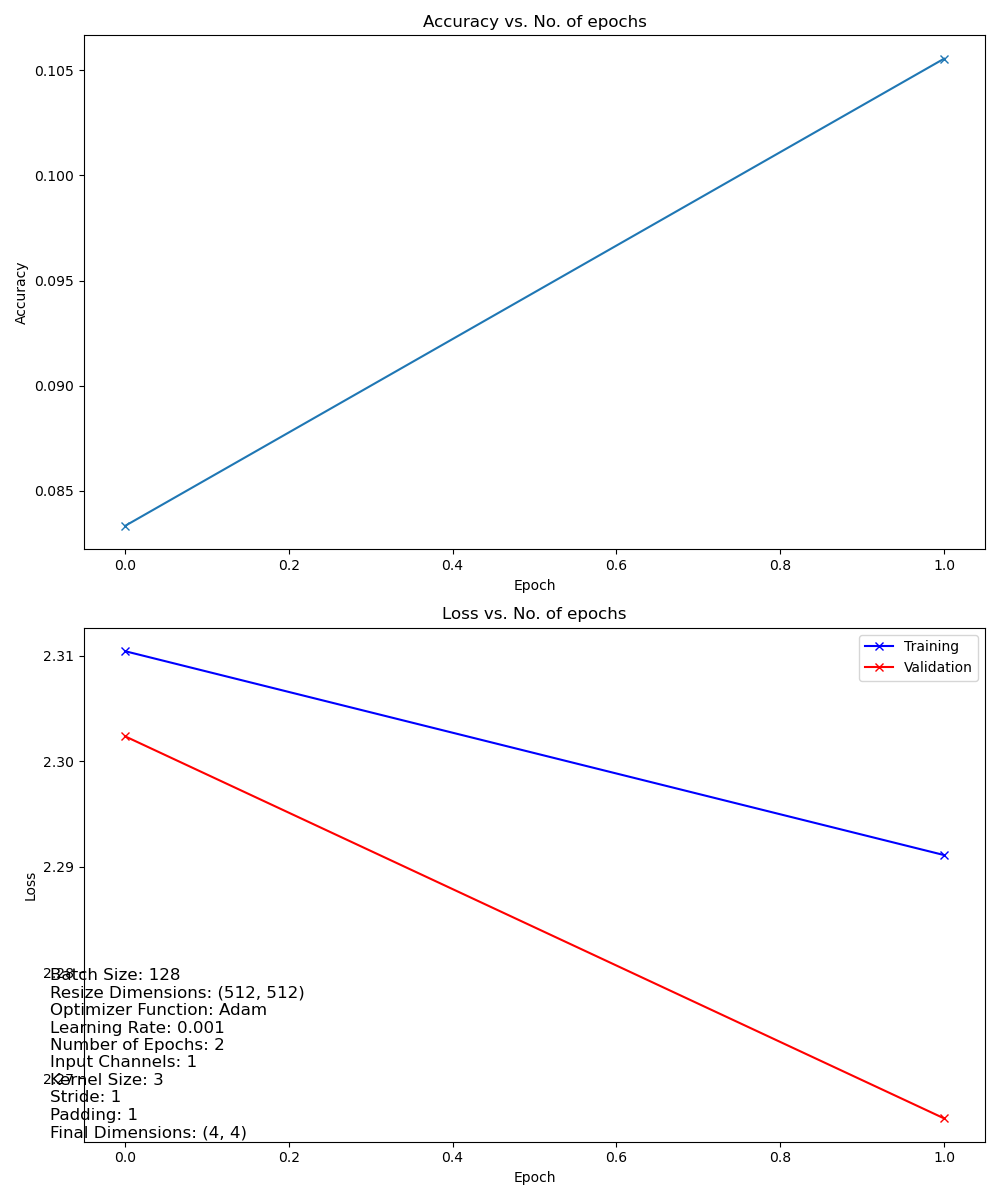 Accuracy vs. No. of epochs
0.105
0.100
0.095
0.090
0.085
Accuracy
0.0 0.2 0.4 0.6 0.8 1.0
Epoch
Loss vs. No. of epochs
Training
Validation
2.31
2.30
2.29
2.28
2.27
Loss
Batch Size: 128
Resize Dimensions: (512, 512)
Optimizer Function: Adam
Learning Rate: 0.001
Number of Epochs: 2
Input Channels: 1
Kernel Size: 3
Stride: 1
Padding: 1
Final Dimensions: (4, 4)
0.0 0.2 0.4 0.6 0.8 1.0
Epoch